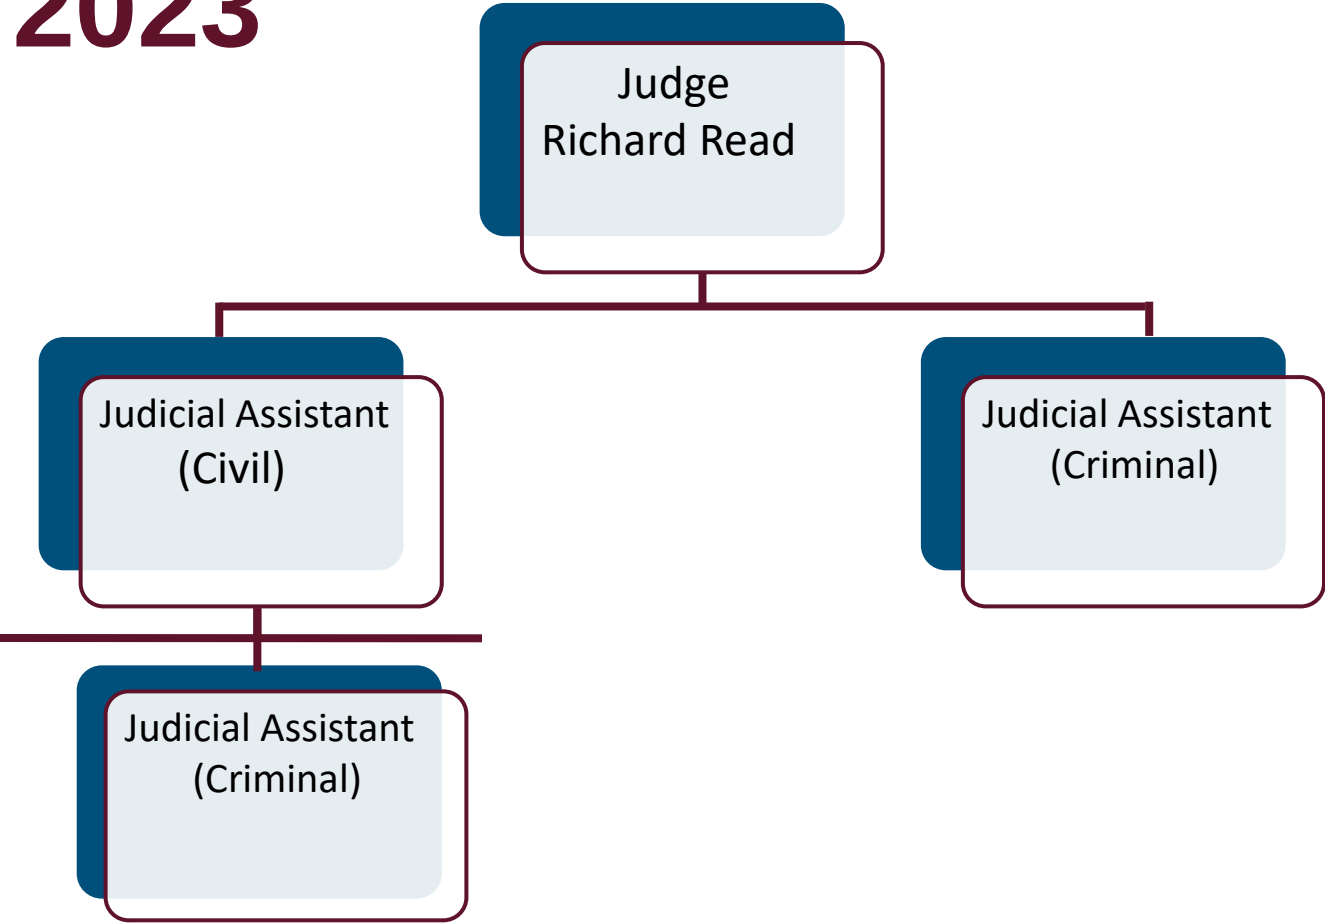 2023
Judge
Richard Read
Judicial Assistant
(Civil)
Judicial Assistant
(Criminal)
Judicial Assistant
(Criminal)